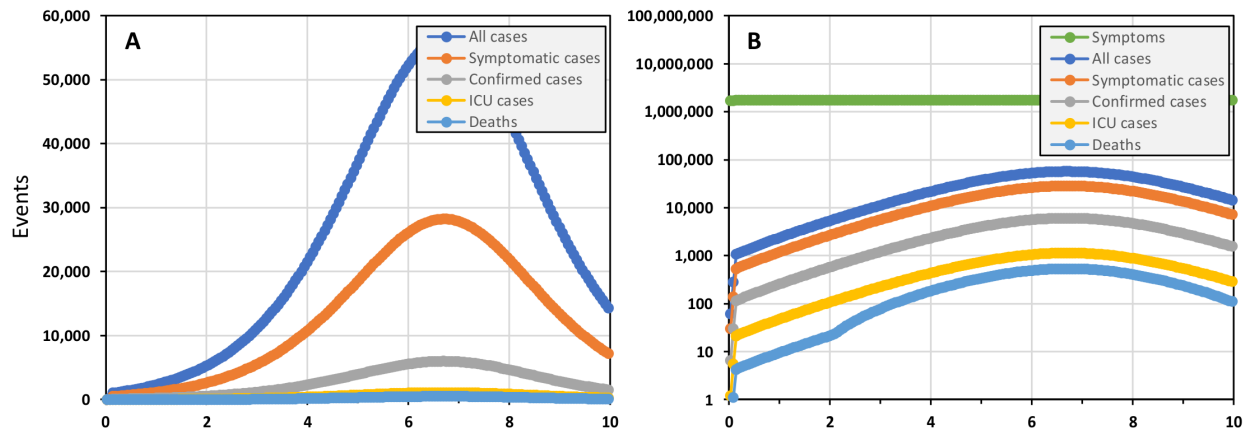 60,000
50,000
40,000
30,000
20,000
10,000
0
Events
A
All cases
Symptomatic cases
Confirmed cases
ICU cases
Deaths
0 2 4 6 8 10
100,000,000
10,000,000
1,000,000
100,000
10,000
1,000
100
10
1
B
Symptoms
All cases
Symptomatic cases
Confirmed cases
ICU cases
Deaths
0 2 4 6 8 10